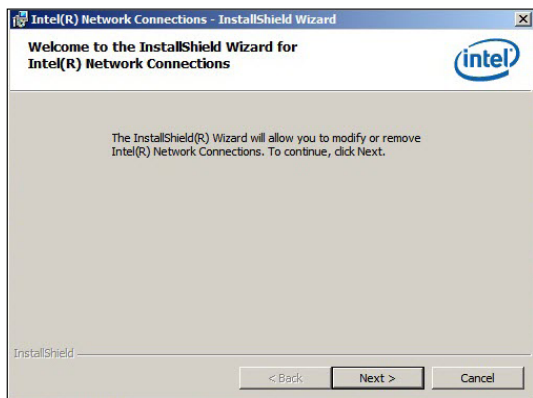 Intel(R) Network Connections - InstallShield Wizard
Welcome to the InstallShield Wizard for
Intel(R) Network Connections
intel
The InstallShield(R) Wizard will allow you to modify or remove
Intel(R) Network Connections. To continue, click Next.
InstallShield
< Back
Next >
Cancel